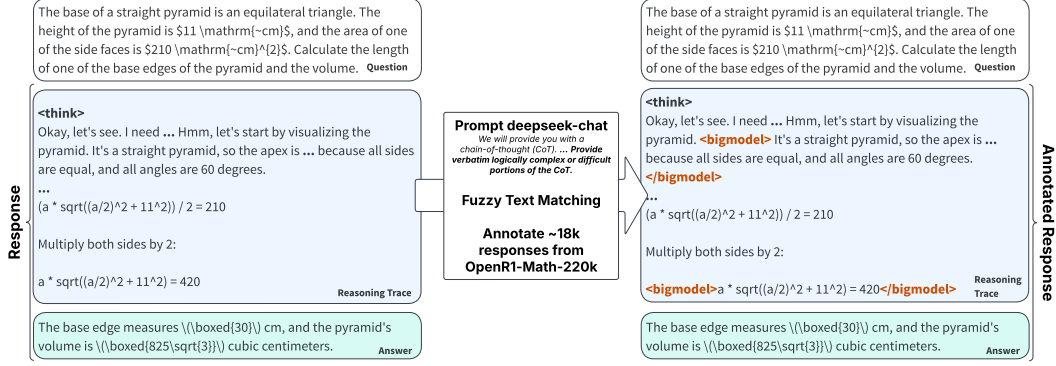 The base of a straight pyramid is an equilateral triangle. The
height of the pyramid is $11 \mathrm{~cm}$, and the area of one
of the side faces is $210 \mathrm{~cm}^{2}$. Calculate the length
of one of the base edges of the pyramid and the volume. Question
Response
<think>
Okay, let's see. I need ... Hmm, let's start by visualizing the
pyramid. It's a straight pyramid, so the apex is ... because all sides
are equal, and all angles are 60 degrees.
...
(a * sqrt((a/2)^2 + 11^2)) / 2 = 210
Multiply both sides by 2:
a * sqrt((a/2)^2 + 11^2) = 420
Reasoning Trace
The base edge measures \(\boxed{30}\) cm, and the pyramid's
volume is \(\boxed{825\sqrt{3}}\) cubic centimeters.
Answer
Prompt deepseek-chat
We will provide you with a
chain-of-thought (CoT). ... Provide
verbatim logically complex or difficult
portions of the CoT.
Fuzzy Text Matching
Annotate ~18k
responses from
OpenR1-Math-220k
The base of a straight pyramid is an equilateral triangle. The
height of the pyramid is $11 \mathrm{~cm}$, and the area of one
of the side faces is $210 \mathrm{~cm}^{2}$. Calculate the length
of one of the base edges of the pyramid and the volume. Question
<think>
Okay, let's see. I need ... Hmm, let's start by visualizing the
pyramid. <bigmodel> It's a straight pyramid, so the apex is ...
because all sides are equal, and all angles are 60 degrees.
</bigmodel>
...
(a * sqrt((a/2)^2 + 11^2)) / 2 = 210
Multiply both sides by 2:
<bigmodel>a * sqrt((a/2)^2 + 11^2) = 420</bigmodel>
Reasoning
Trace
The base edge measures \(\boxed{30}\) cm, and the pyramid's
volume is \(\boxed{825\sqrt{3}}\) cubic centimeters.
Answer
Annotated Response